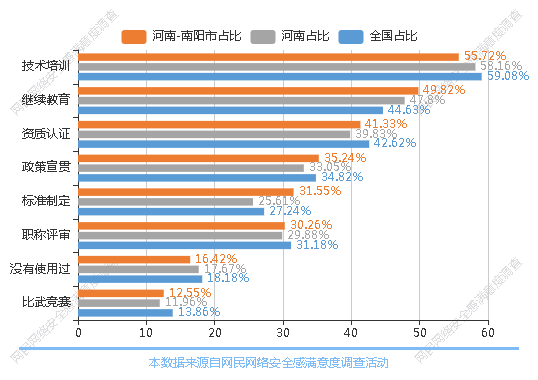 河南-南阳市占比 河南占比 全国占比
技术培训 55.72% 58.16% 59.08%
继续教育 49.82% 47.8% 44.63%
资质认证 41.33% 39.83% 42.62%
政策宣贯 35.24% 33.05% 34.82%
标准制定 31.55% 25.61% 27.24%
职称评审 30.26% 29.88% 31.18%
没有使用过 16.42% 17.67% 18.18%
比武竞赛 12.55% 11.96% 13.86%
0 10 20 30 40 50 60
本数据来源自网民网络安全感满意度调查活动